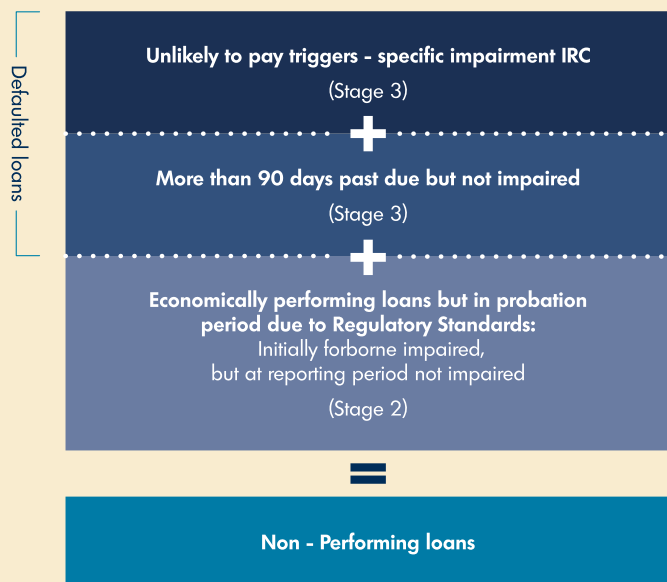 Defaulted loans
Unlikely to pay triggers - specific impairment IRC
(Stage 3)
+
More than 90 days past due but not impaired
(Stage 3)
+
Economically performing loans but in probation
period due to Regulatory Standards:
Initially forborne impaired,
but at reporting period not impaired
(Stage 2)
=
Non - Performing loans